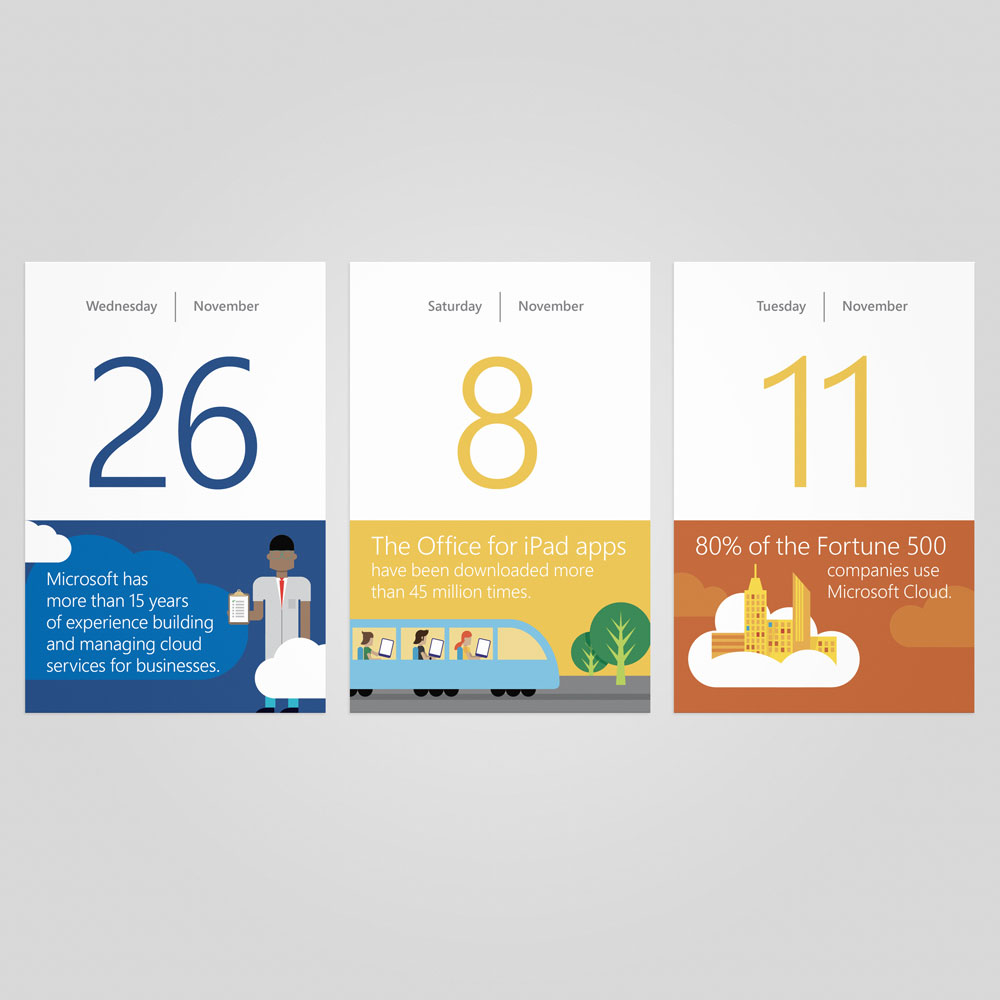 Wednesday | November
26
Microsoft has
more than 15 years
of experience building
and managing cloud
services for businesses.
Saturday | November
8
The Office for iPad apps
have been downloaded more
than 45 million times.
Tuesday | November
11
80% of the Fortune 500
companies use
Microsoft Cloud.